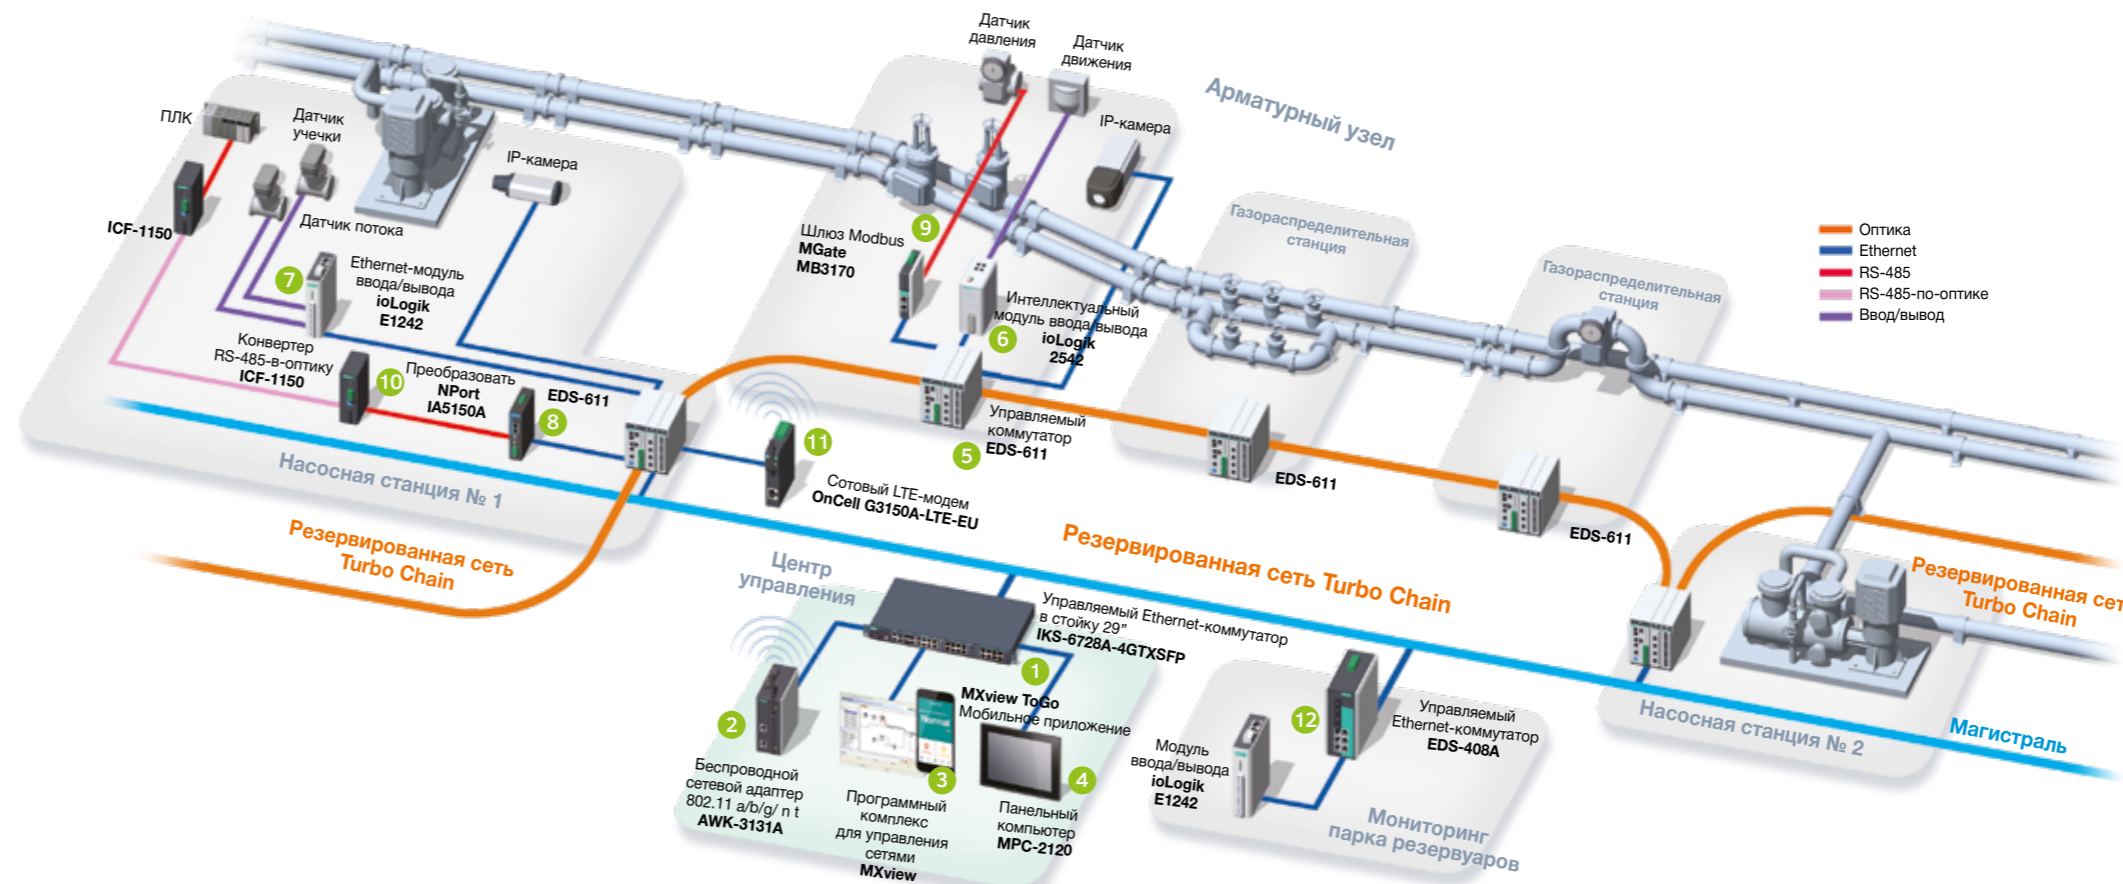 Датчик
давления
Датчик
движения
IP-камера
Арматурный узел
ПЛК
Датчик
учечки
IP-камера
ICF-1150
Датчик потока
7
Ethernet-модуль
ввода/вывода
ioLogik
E1242
Конвертер
RS-485-в-оптику
ICF-1150
10
Преобразовать
NPort
IA5150A
8
EDS-611
Насосная станция № 1
9
Шлюз Modbus
MGate
MB3170
6
Интеллектуальный
модуль ввода/вывода
ioLogik
2542
Управляемый
коммутатор
EDS-611
5
11
Сотовый LTE-модем
OnCell G3150A-LTE-EU
Газораспределительная
станция
EDS-611
Газораспределительная
станция
EDS-611
Оптика
Ethernet
RS-485
RS-485-по-оптике
Ввод/вывод
Резервированная сеть
Turbo Chain
Резервированная сеть Turbo Chain
Резервированная сет
Turbo Chain
Центр
управления
Управляемый Ethernet-коммутатор
в стойку 29”
IKS-6728A-4GTXSFP
1
MXview ToGo
Мобильное приложение
Normal
2
Беспроводной
сетевой адаптер
802.11 a/b/g/ n t
AWK-3131A
3
Программный
комплекс
для управления
сетями
MXview
4
Панельный
компьютер
MPC-2120
12
Управляемый
Ethernet-коммутатор
EDS-408A
Модуль
ввода/вывода
ioLogik
E1242
Мониторинг
парка резервуаров
Насосная станция № 2
Магистраль